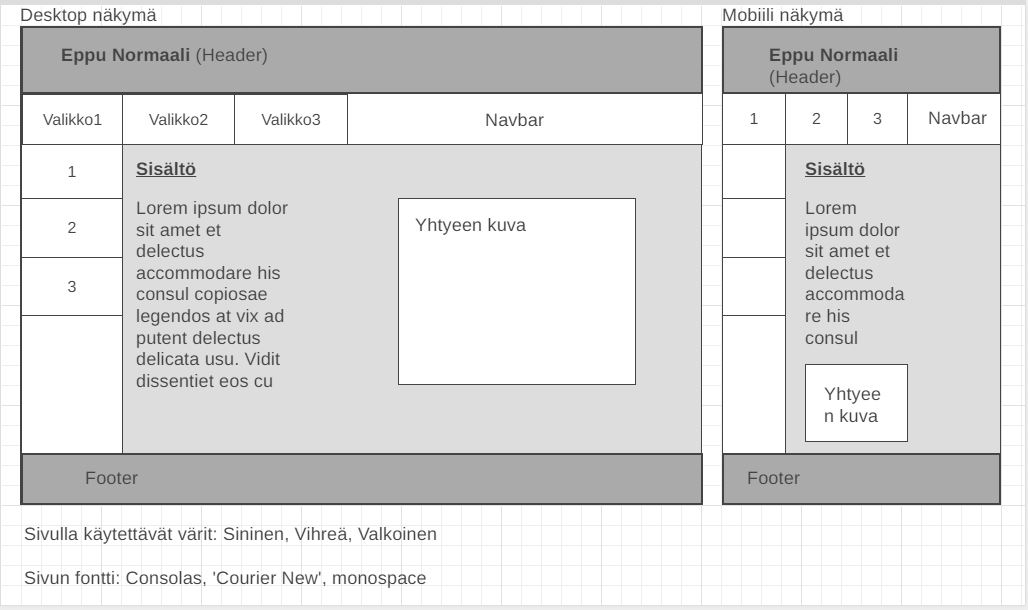 Desktop näkymä
Eppu Normaali (Header)
Valikko1
Valikko2
Valikko3
Navbar
1
2
3
Sisältö
Lorem ipsum dolor
sit amet et
delectus
accommodare his
consul copiosae
legendos at vix ad
putent delectus
delicata usu. Vidit
dissentiet eos cu
Yhtyeen kuva
Footer
Mobiili näkymä
Eppu Normaali
(Header)
1
2
3
Navbar
Sisältö
Lorem
ipsum dolor
sit amet et
delectus
accommoda
re his
consul
Yhtyee
n kuva
Footer
Sivulla käytettävät värit: Sininen, Vihreä, Valkoinen
Sivun fontti: Consolas, 'Courier New', monospace